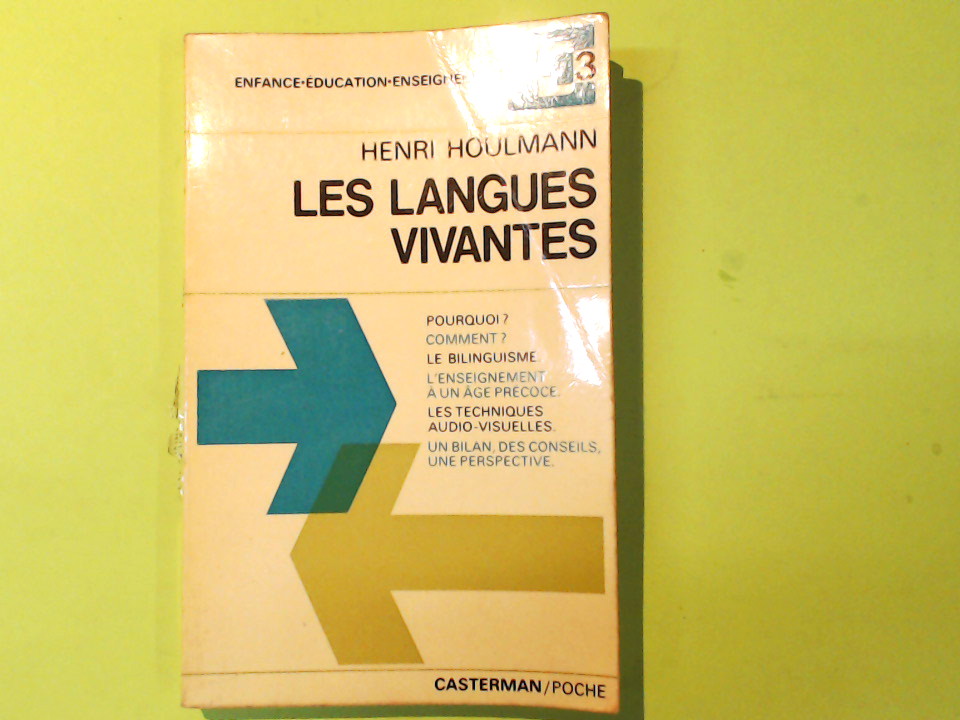 ENFANCE•ÉDUCATION•
3
HENRI HOULMANN
LES LANGUES
VIVANTES
POURQUOI?
COMMENT?
LE BILINGUISME.
L'ENSEIGNEMENT
À UN ÂGE PRÉCOCE.
LES TECHNIQUES
AUDIO-VISUELLES.
UN BILAN, DES CONSEILS,
UNE PERSPECTIVE.
CASTERMAN/POCHE